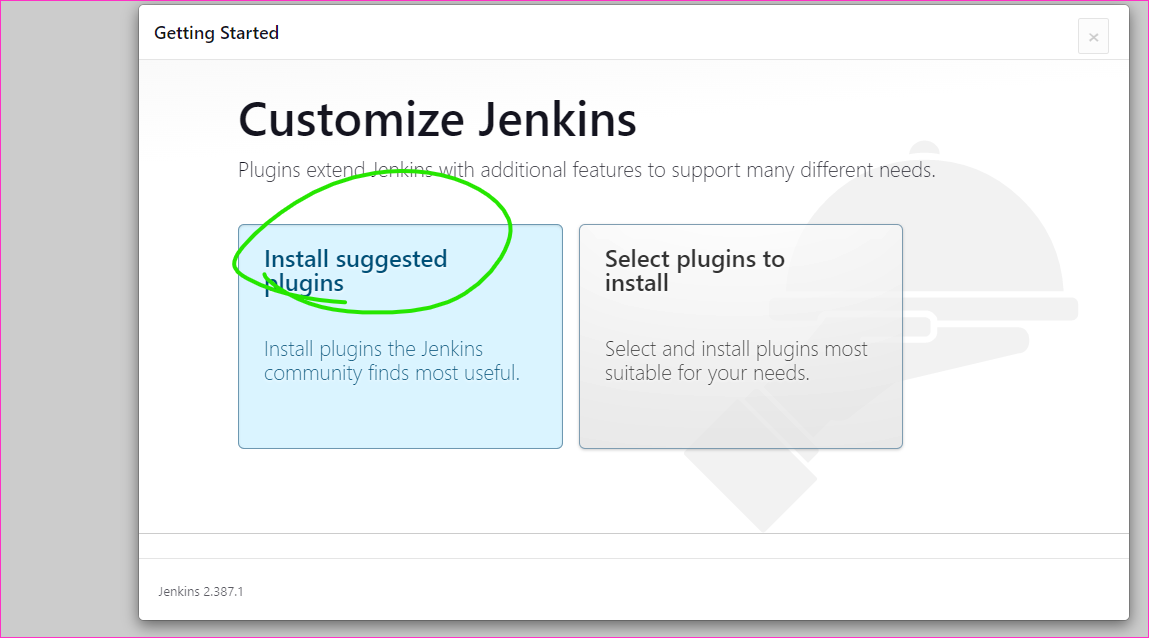 Getting Started
×
Customize Jenkins
Plugins extend Jenkins with additional features to support many different needs.
Install suggested
plugins
Install plugins the Jenkins
community finds most useful.
Select plugins to
install
Select and install plugins most
suitable for your needs.
Jenkins 2.387.1